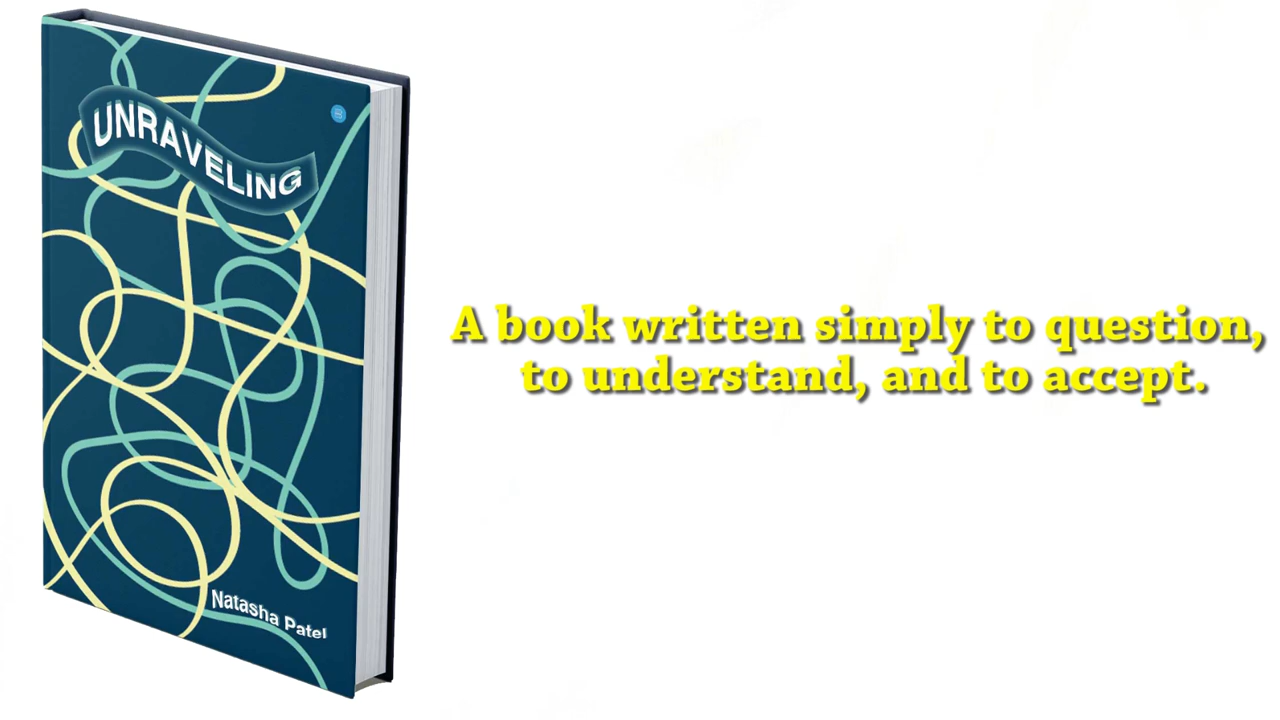 UNRAVELING
Natasha Patel
A book written simply to question,
to understand, and to accept.